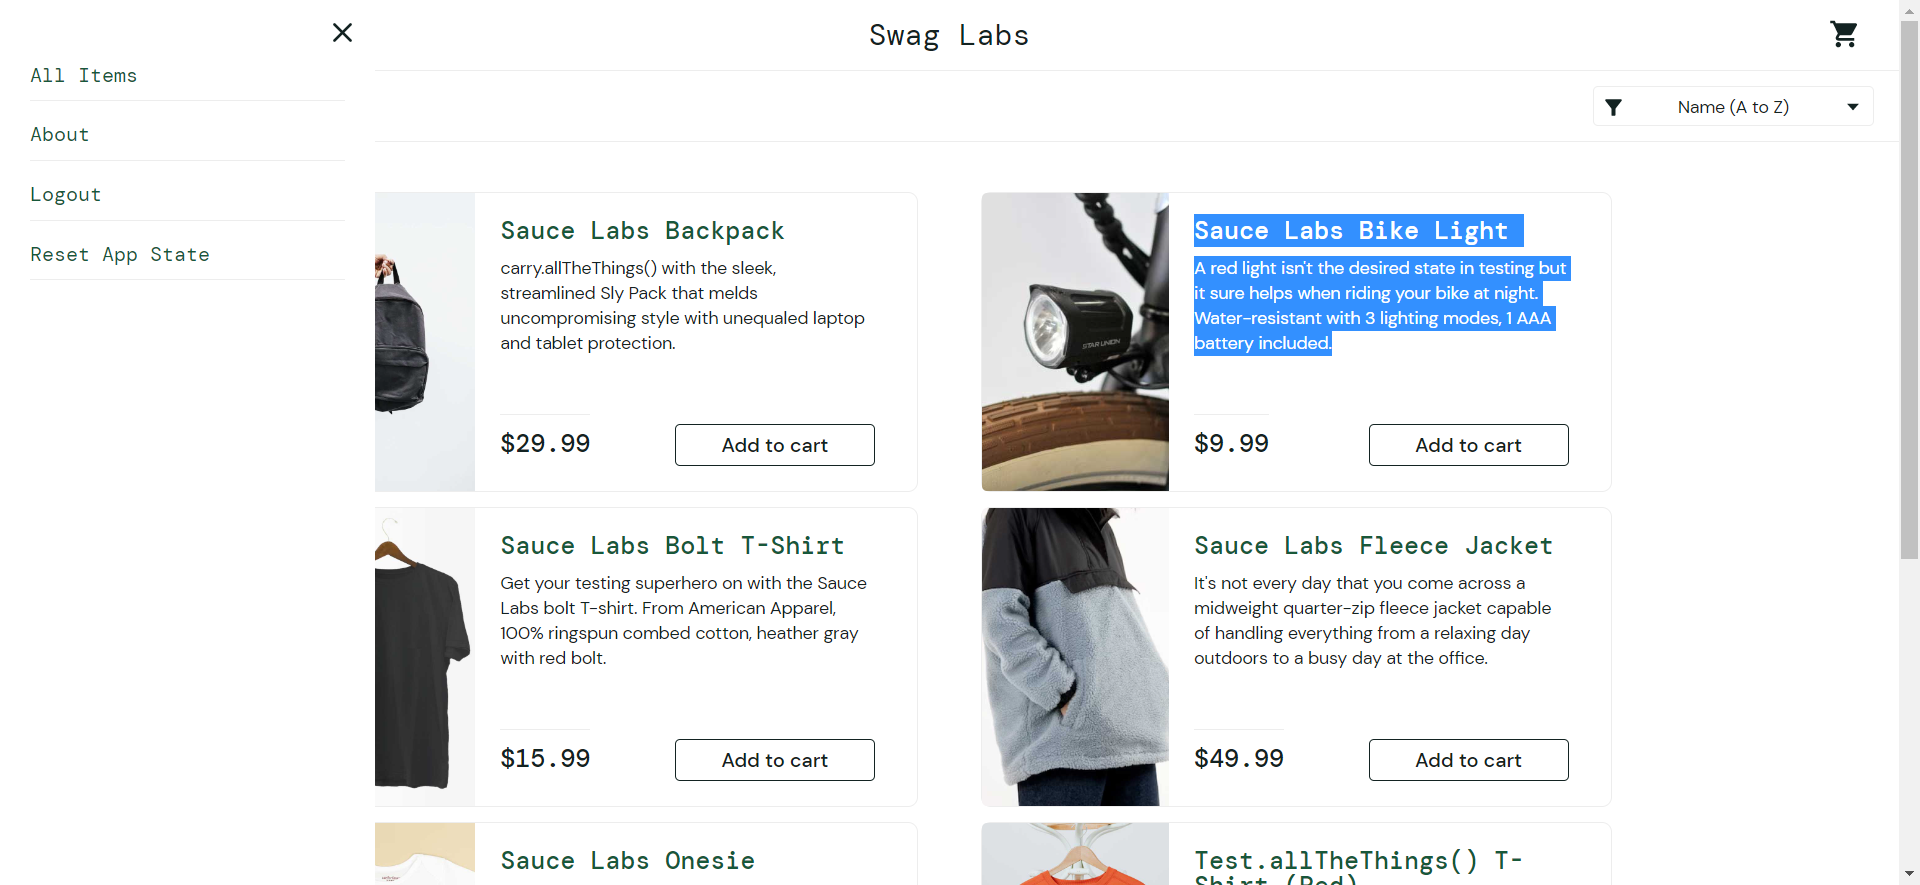 Swag Labs
All Items
About
Logout
Reset App State
Name (A to Z)
Sauce Labs Backpack
carry.allTheThings() with the sleek,
streamlined Sly Pack that melds
uncompromising style with unequaled laptop
and tablet protection.
$29.99
Add to cart
Sauce Labs Bike Light
A red light isn't the desired state in testing but
it sure helps when riding your bike at night.
Water-resistant with 3 lighting modes, 1 AAA
battery included.
STAR UNION
$9.99
Add to cart
Sauce Labs Bolt T-Shirt
Get your testing superhero on with the Sauce
Labs bolt T-shirt. From American Apparel,
100% ringspun combed cotton, heather gray
with red bolt.
$15.99
Add to cart
Sauce Labs Fleece Jacket
It's not every day that you come across a
midweight quarter-zip fleece jacket capable
of handling everything from a relaxing day
outdoors to a busy day at the office.
$49.99
Add to cart
Sauce Labs Onesie
Test.allTheThings() T-
Shirt (Red)